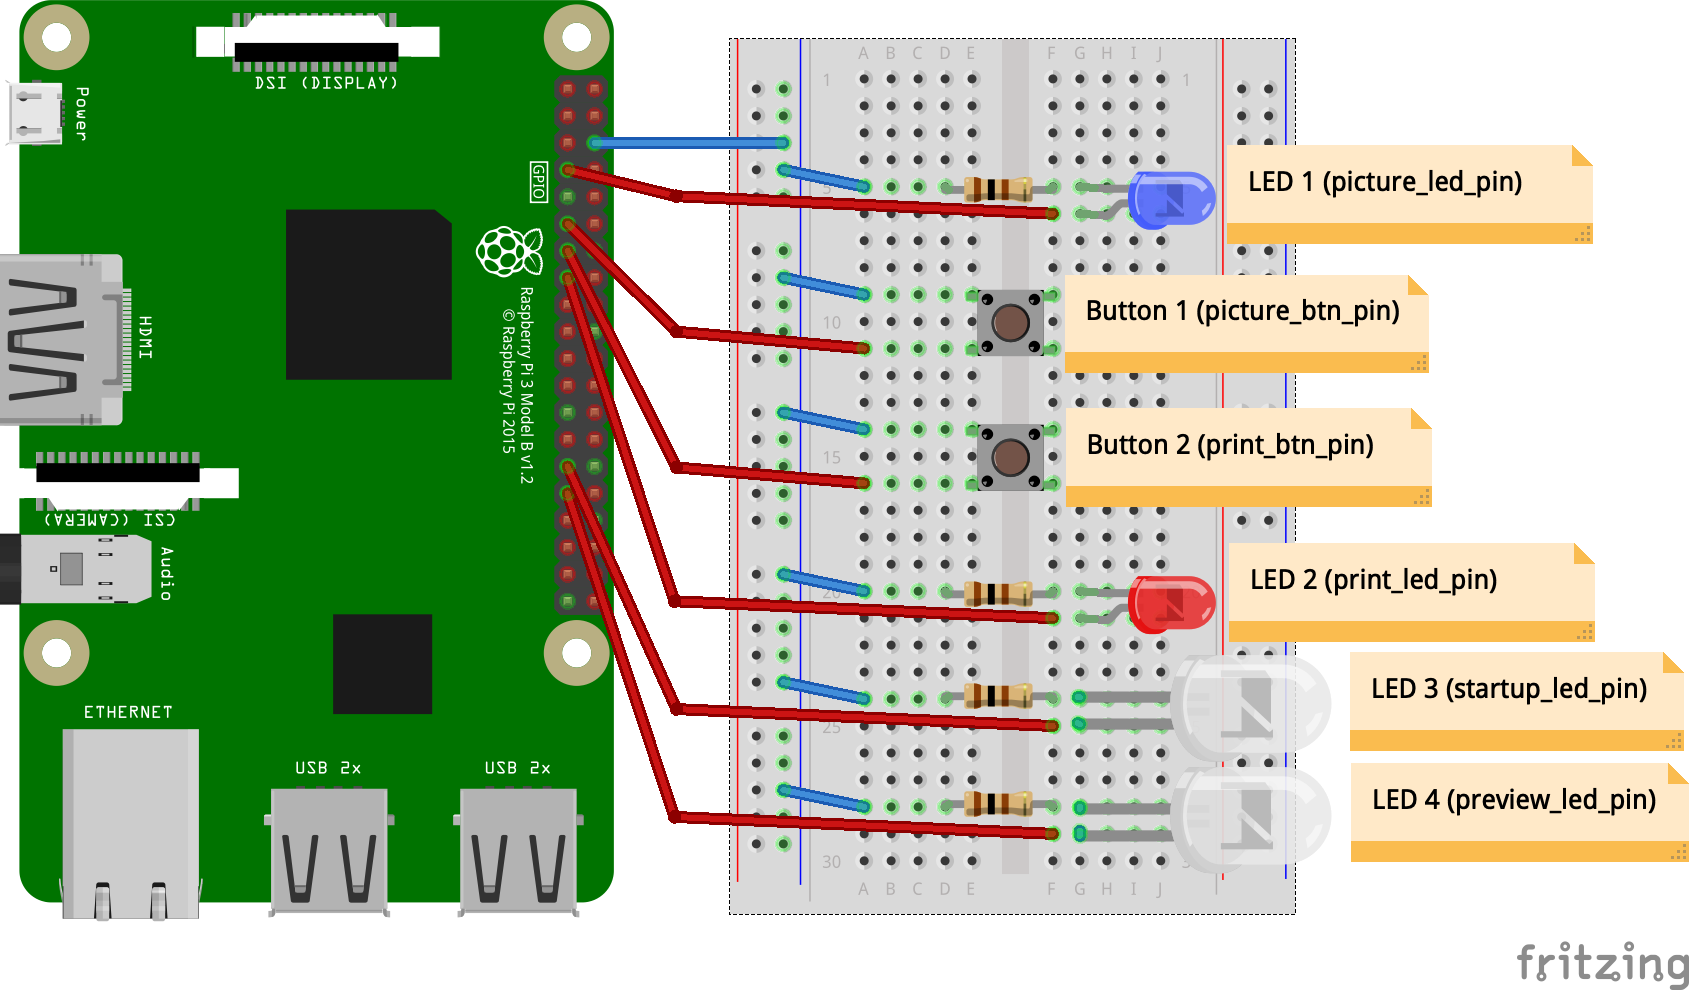 DSI (DISPLAY)
Power
GPIO
HDMI
Raspberry Pi 3 Model B v1.2
© Raspberry Pi 2015
CSI (CAMERA)
Audio
ETHERNET
USB 2x
USB 2x
A B C D E F G H I J
1 1
5
10
15
20
25
30
A B C D E F G H I J
LED 1 (picture_led_pin)
Button 1 (picture_btn_pin)
Button 2 (print_btn_pin)
LED 2 (print_led_pin)
LED 3 (startup_led_pin)
LED 4 (preview_led_pin)
fritzing